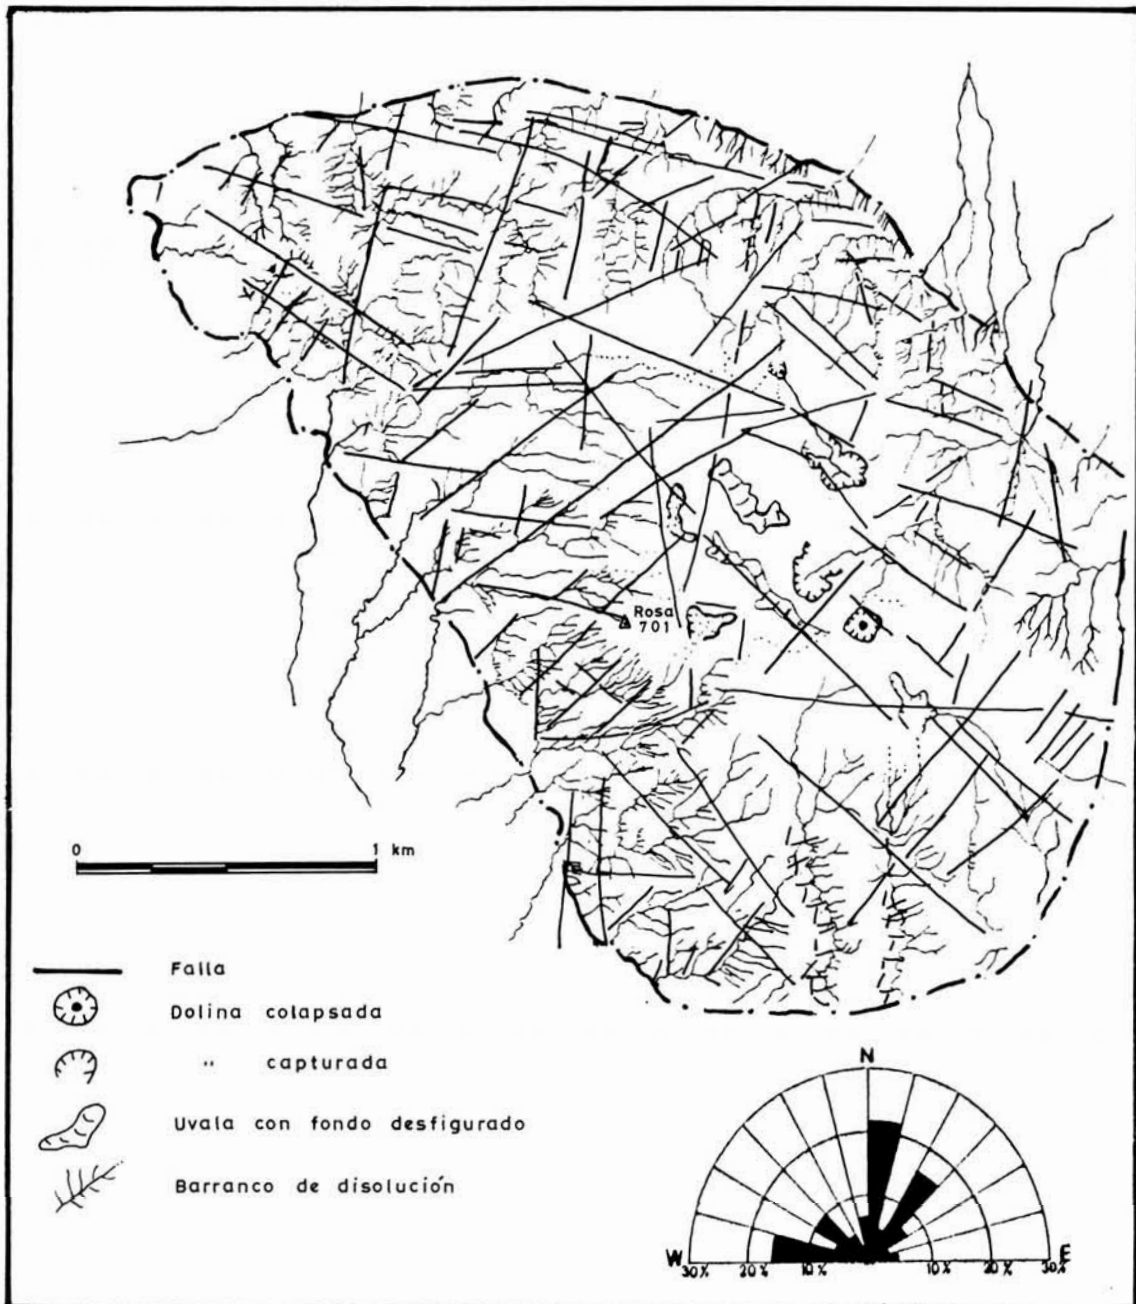 Rosa
701
0 1 km
Falla
Dolina colapsada
" capturada
Uvala con fondo desfigurado
Barranco de disolución
N
W E
30% 20% 10% 10% 20% 30%